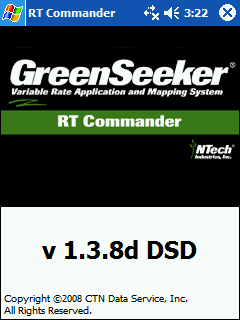 RT Commander 3:22
GreenSeeker®
Variable Rate Application and Mapping System
RT Commander
NTech
Industries, Inc.
v 1.3.8d DSD
Copyright ©2008 CTN Data Service, Inc.
All Rights Reserved.